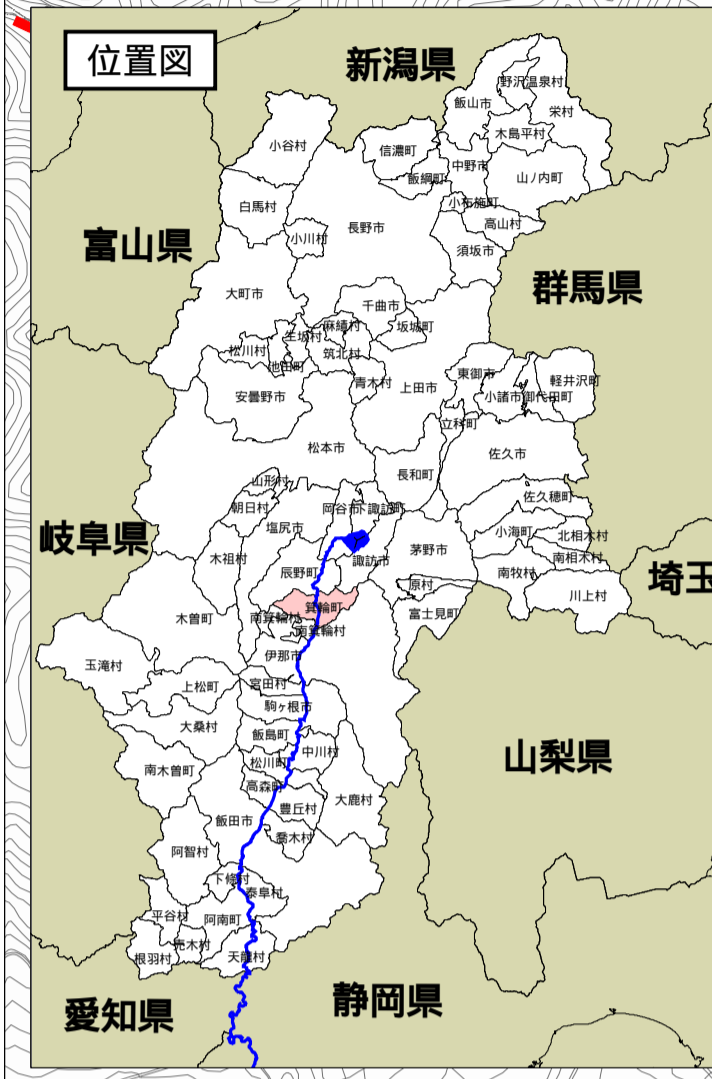 位置図
新潟県
野沢温泉村
飯山市
栄村
木島平村
小谷村
信濃町
中野市
飯綱町
山ノ内町
白馬村
小布施町
高山村
長野市
小川村
須坂市
富山県
群馬県
大町市
千曲市
麻績村
坂城町
生坂村
松川村
筑北村
池田町
東御市
軽井沢町
青木村
上田市
安曇野市
小諸市
御代田町
立科町
松本市
佐久市
長和町
山形村
佐久穂町
朝日村
岡谷市
下諏訪町
塩尻市
小海町
北相木村
岐阜県
木祖村
諏訪市
茅野市
南相木村
辰野町
南牧村
埼玉
原村
川上村
箕輪町
富士見町
木曽町
南箕輪村
南箕輪村
伊那市
玉滝村
上松町
宮田村
駒ヶ根市
大桑村
飯島町
中川村
山梨県
松川町
南木曽町
高森町
大鹿村
豊丘村
飯田市
喬木村
阿智村
下條村
泰阜村
平谷村
阿南町
売木村
根羽村
天龍村
静岡県
愛知県